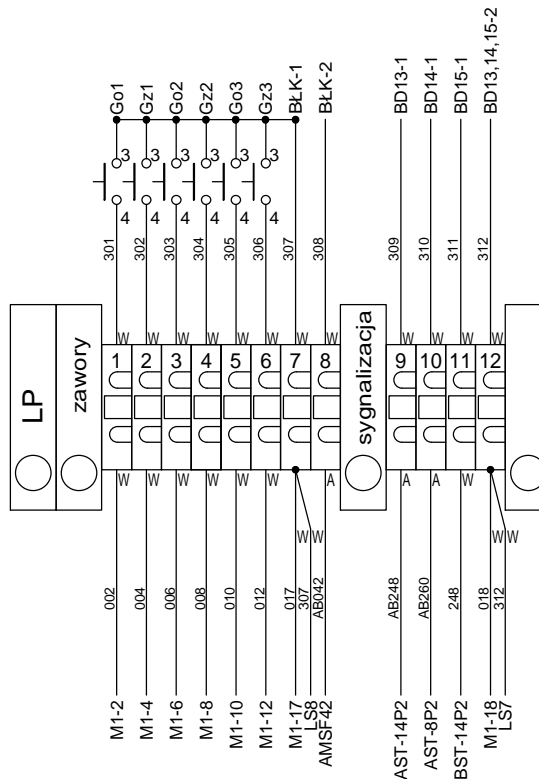 Go1
Gz1
Go2
Gz2
Go3
Gz3
BŁK-1
BŁK-2
BD13-1
BD14-1
BD15-1
BD13,14,15-2
3
3
3
3
3
3
4
4
4
4
4
4
301
302
303
304
305
306
307
308
309
310
311
312
W
W
W
W
W
W
W
W
W
W
W
W
LP
zawory
1
2
3
4
5
6
7
8
sygnalizacja
9
10
11
12
W
W
W
W
W
W
A
A
A
W
W
W
W
W
002
004
006
008
010
012
017
307
AB042
AB248
AB260
248
018
312
M1-2
M1-4
M1-6
M1-8
M1-10
M1-12
M1-17
LS8
AMSF42
AST-14P2
AST-8P2
BST-14P2
M1-18
LS7